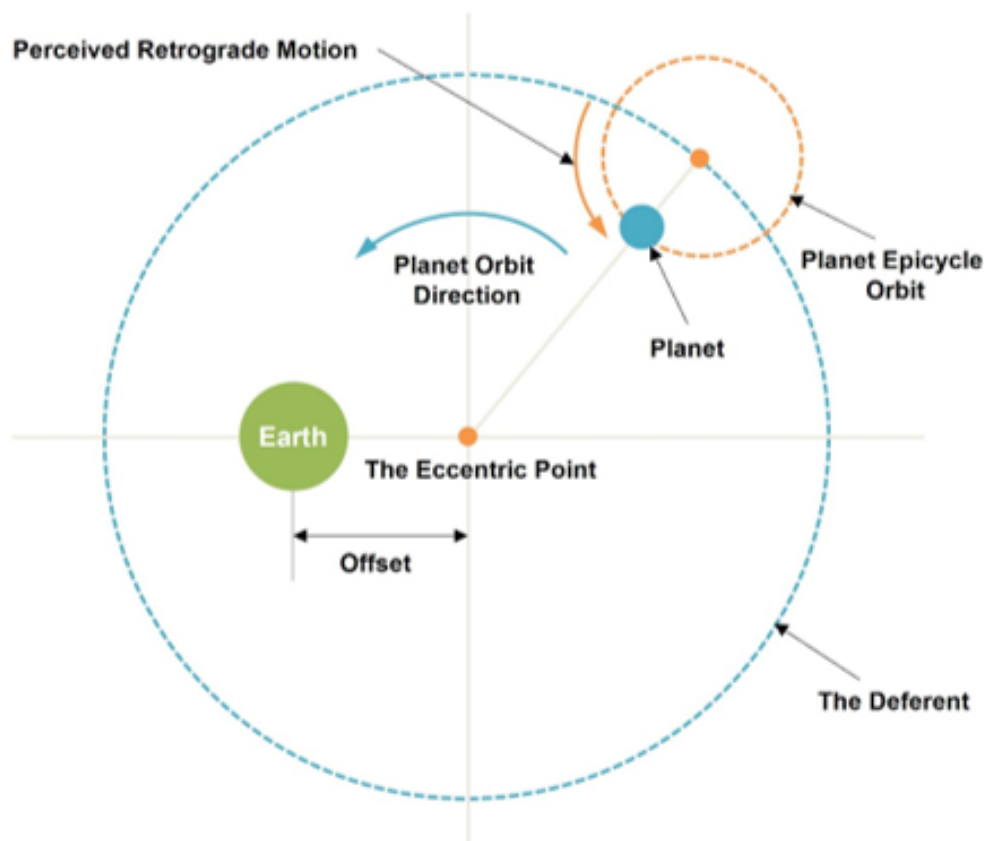 Perceived Retrograde Motion
Planet Orbit
Direction
Planet Epicycle
Orbit
Planet
Earth
The Eccentric Point
Offset
The Deferent